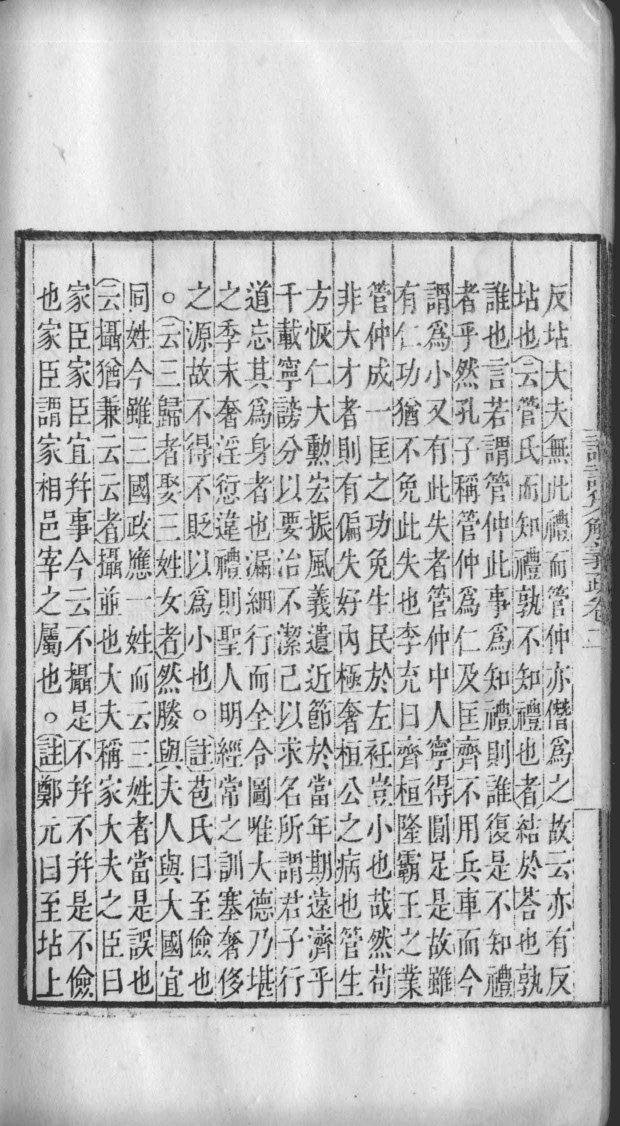 論語集解義疏卷二
反坫大夫無此禮而管仲亦僭為之故云亦有反
坫也云管氏而知禮孰不知禮也者結於荅也孰
誰也言若謂管仲此事為知禮則誰復是不知禮
者乎然孔子稱管仲為仁及匡齊不用兵車而今
謂為小又有此失者管仲中人寧得圓足是故雖
有仁功猶不免此失也李充曰齊桓隆霸王之業
管仲成一匡之功免生民於左衽豈小也哉然苟
非大才者則有偏失好內極奢桓公之病也管生
方恢仁大勳宏振風義遺近節於當年期遠濟乎
千載寧謗分以要治不潔己以求名所謂君子行
道忘其為身者也漏細行而全令圖唯大德乃堪
之季末奢淫愆違禮則聖人明經常之訓塞奢侈
之源故不得不貶以為小也。註苞氏曰至儉也
。云三歸者娶三姓女者然媵與夫人與大國宜
同姓今雖三國政應一姓而云三姓者當是誤也
云攝猶兼云云者攝並也大夫稱家大夫之臣曰
家臣家臣宜并事今云不攝是不并不并是不儉
也家臣謂家相邑宰之屬也。註鄭元曰至坫上